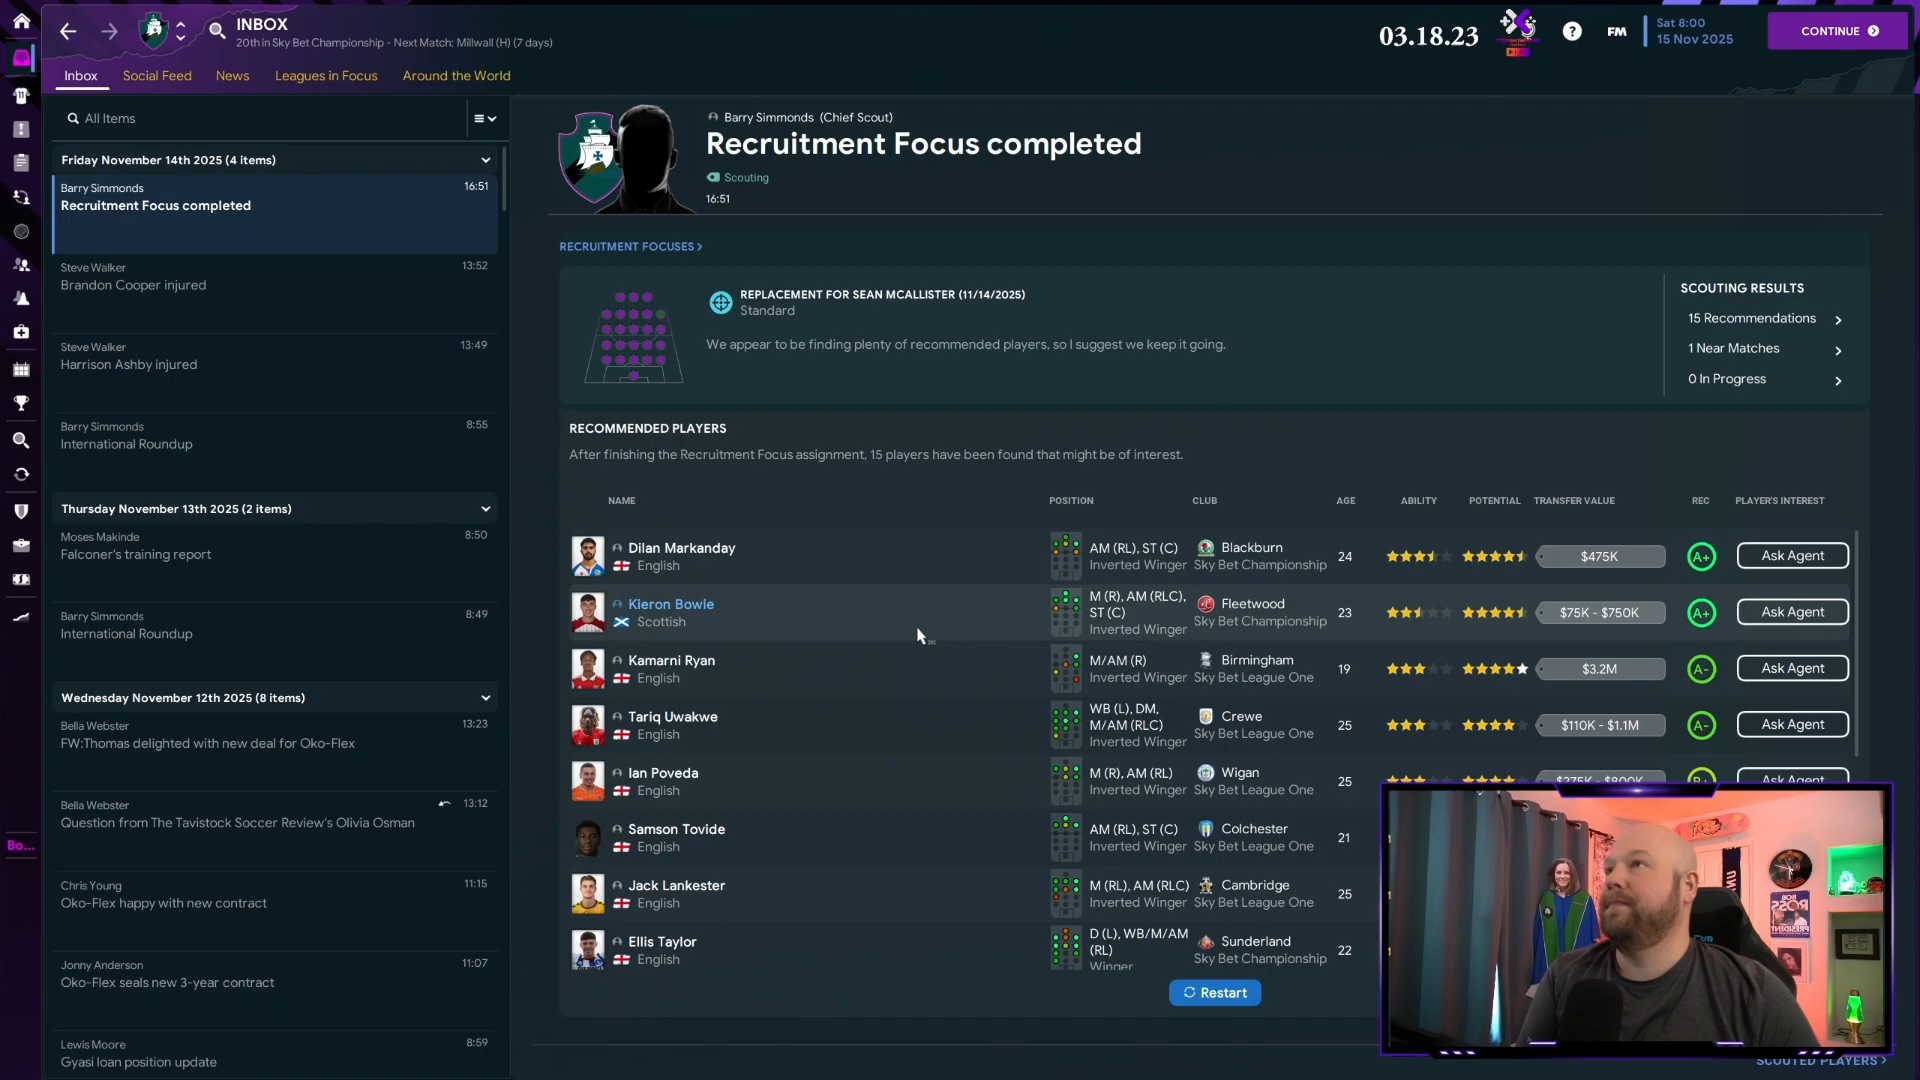 INBOX
20th in Sky Bet Championship - Next Match: Millwall (H) (7 days)
03.18.23
FM
Sat 8:00
15 Nov 2025
CONTINUE
Inbox
Social Feed
News
Leagues in Focus
Around the World
All Items
Friday November 14th 2025 (4 items)
Barry Simmonds 16:51
Recruitment Focus completed
Steve Walker 13:52
Brandon Cooper injured
Steve Walker 13:49
Harrison Ashby injured
Barry Simmonds 8:55
International Roundup
Thursday November 13th 2025 (2 items)
Moses Makinde 8:50
Falconer's training report
Barry Simmonds 8:49
International Roundup
Wednesday November 12th 2025 (8 items)
Bella Webster 13:23
FW:Thomas delighted with new deal for Oko-Flex
Bella Webster 13:12
Question from The Tavistock Soccer Review's Olivia Osman
Chris Young 11:15
Oko-Flex happy with new contract
Jonny Anderson 11:07
Oko-Flex seals new 3-year contract
Lewis Moore 8:59
Gyasi loan position update
Bo...
Barry Simmonds (Chief Scout)
Recruitment Focus completed
Scouting
16:51
RECRUITMENT FOCUSES >
REPLACEMENT FOR SEAN MCALLISTER (11/14/2025)
Standard
We appear to be finding plenty of recommended players, so I suggest we keep it going.
SCOUTING RESULTS
15 Recommendations
1 Near Matches
0 In Progress
RECOMMENDED PLAYERS
After finishing the Recruitment Focus assignment, 15 players have been found that might be of interest.
NAME POSITION CLUB AGE ABILITY POTENTIAL TRANSFER VALUE REC PLAYER'S INTEREST
Dilan Markanday AM (RL), ST (C) Blackburn 24 $475K A+ Ask Agent
English Inverted Winger Sky Bet Championship
Kieron Bowie M (R), AM (RLC), ST (C) Fleetwood 23 $75K - $750K A+ Ask Agent
Scottish Inverted Winger Sky Bet Championship
Kamarni Ryan M/AM (R) Birmingham 19 $3.2M A- Ask Agent
English Inverted Winger Sky Bet League One
Tariq Uwakwe WB (L), DM, M/AM (RLC) Crewe 25 $110K - $1.1M A- Ask Agent
English Inverted Winger Sky Bet League One
Ian Poveda M (R), AM (RL) Wigan 25 $275K - $800K B+ Ask Agent
English Inverted Winger Sky Bet League One
Samson Tovide AM (RL), ST (C) Colchester 21
English Inverted Winger Sky Bet League One
Jack Lankester M (RL), AM (RLC) Cambridge 25
English Inverted Winger Sky Bet League One
Ellis Taylor D (L), WB/M/AM (RL) Sunderland 22
English Winger Sky Bet Championship
Restart
SCOUTED PLAYERS >